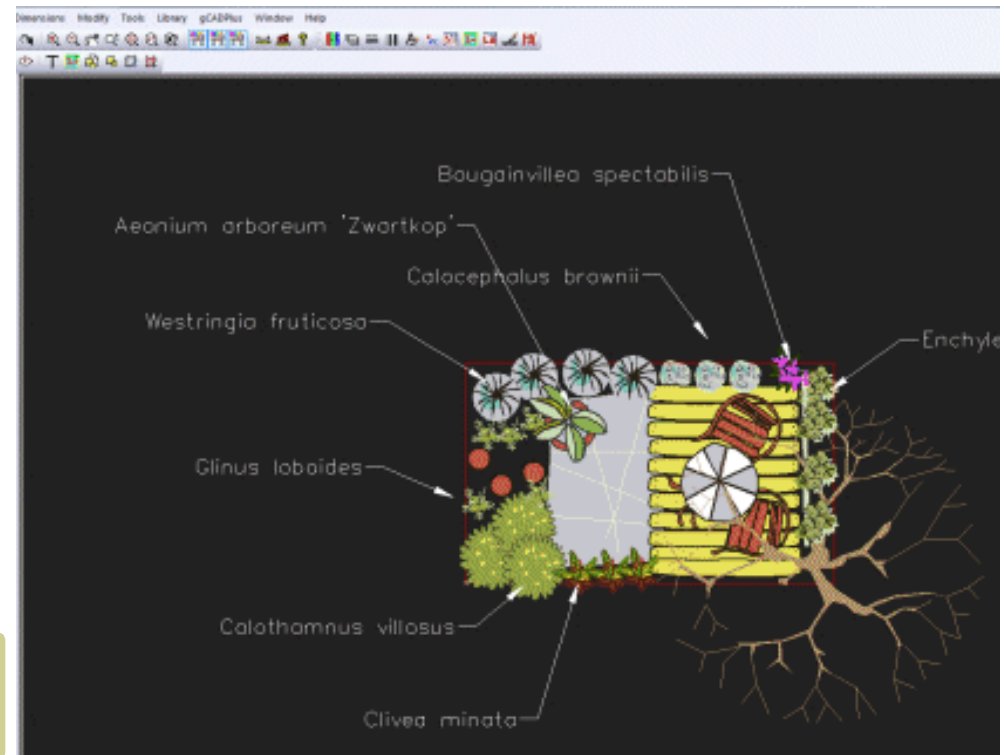 Dimensions Modify Tools Library gCADPlus Window Help
Bougainvillea spectabilis
Aeonium arboreum 'Zwartkop'
Calocephalus brownii
Westringia fruticosa
Enchyle
Glinus loboides
Calothamnus villosus
Clivea minata